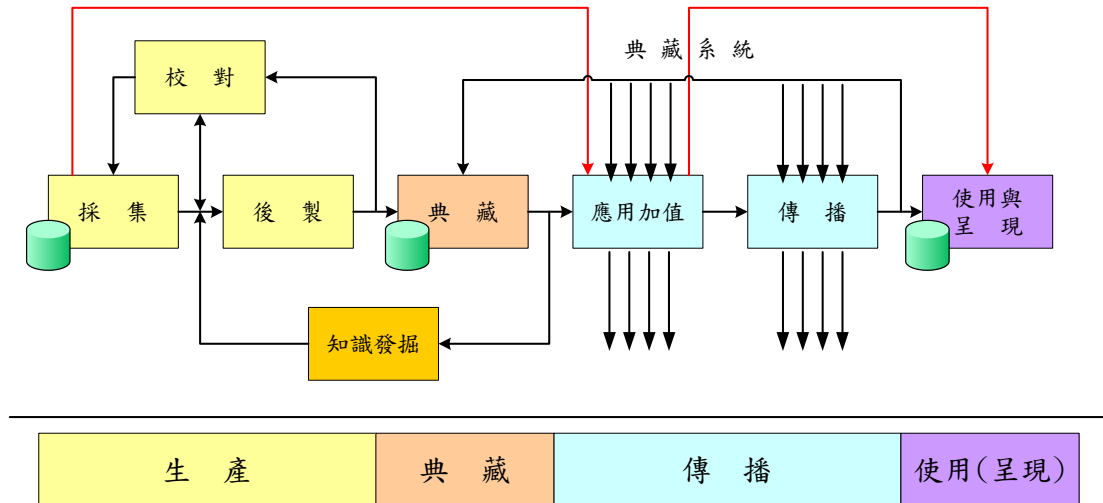 典藏系統
校對
採集
後製
典藏
應用加值
傳播
使用與
呈現
知識發掘
生產
典藏
傳播
使用(呈現)